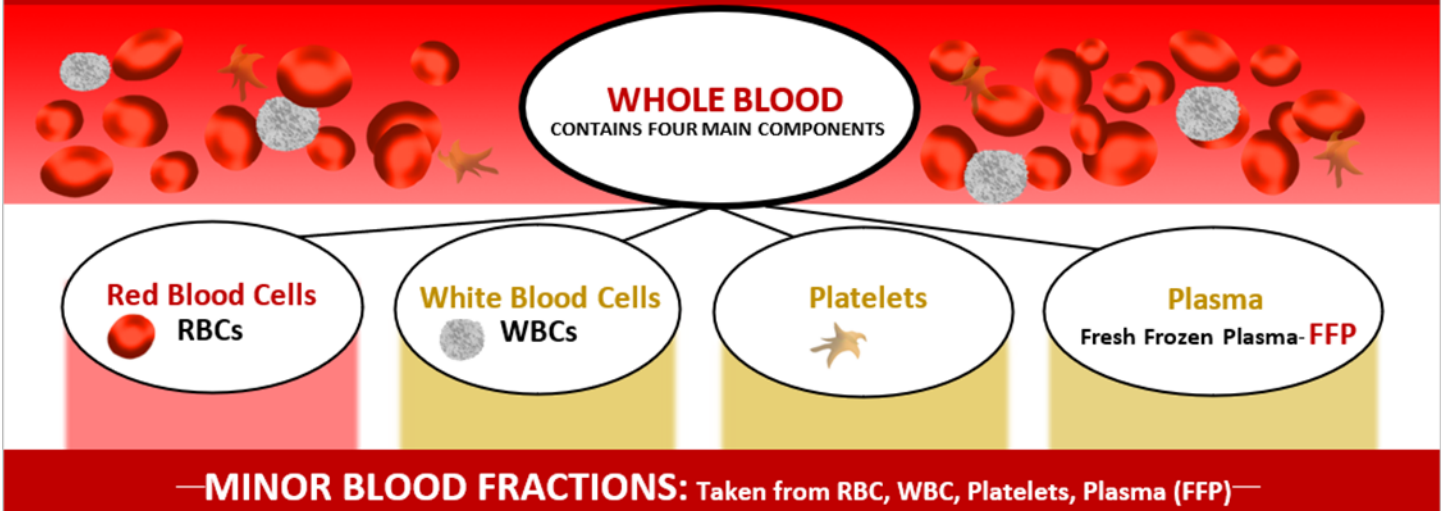 WHOLE BLOOD
CONTAINS FOUR MAIN COMPONENTS
Red Blood Cells
RBCs
White Blood Cells
WBCs
Platelets
Plasma
Fresh Frozen Plasma- FFP
—MINOR BLOOD FRACTIONS: Taken from RBC, WBC, Platelets, Plasma (FFP)—